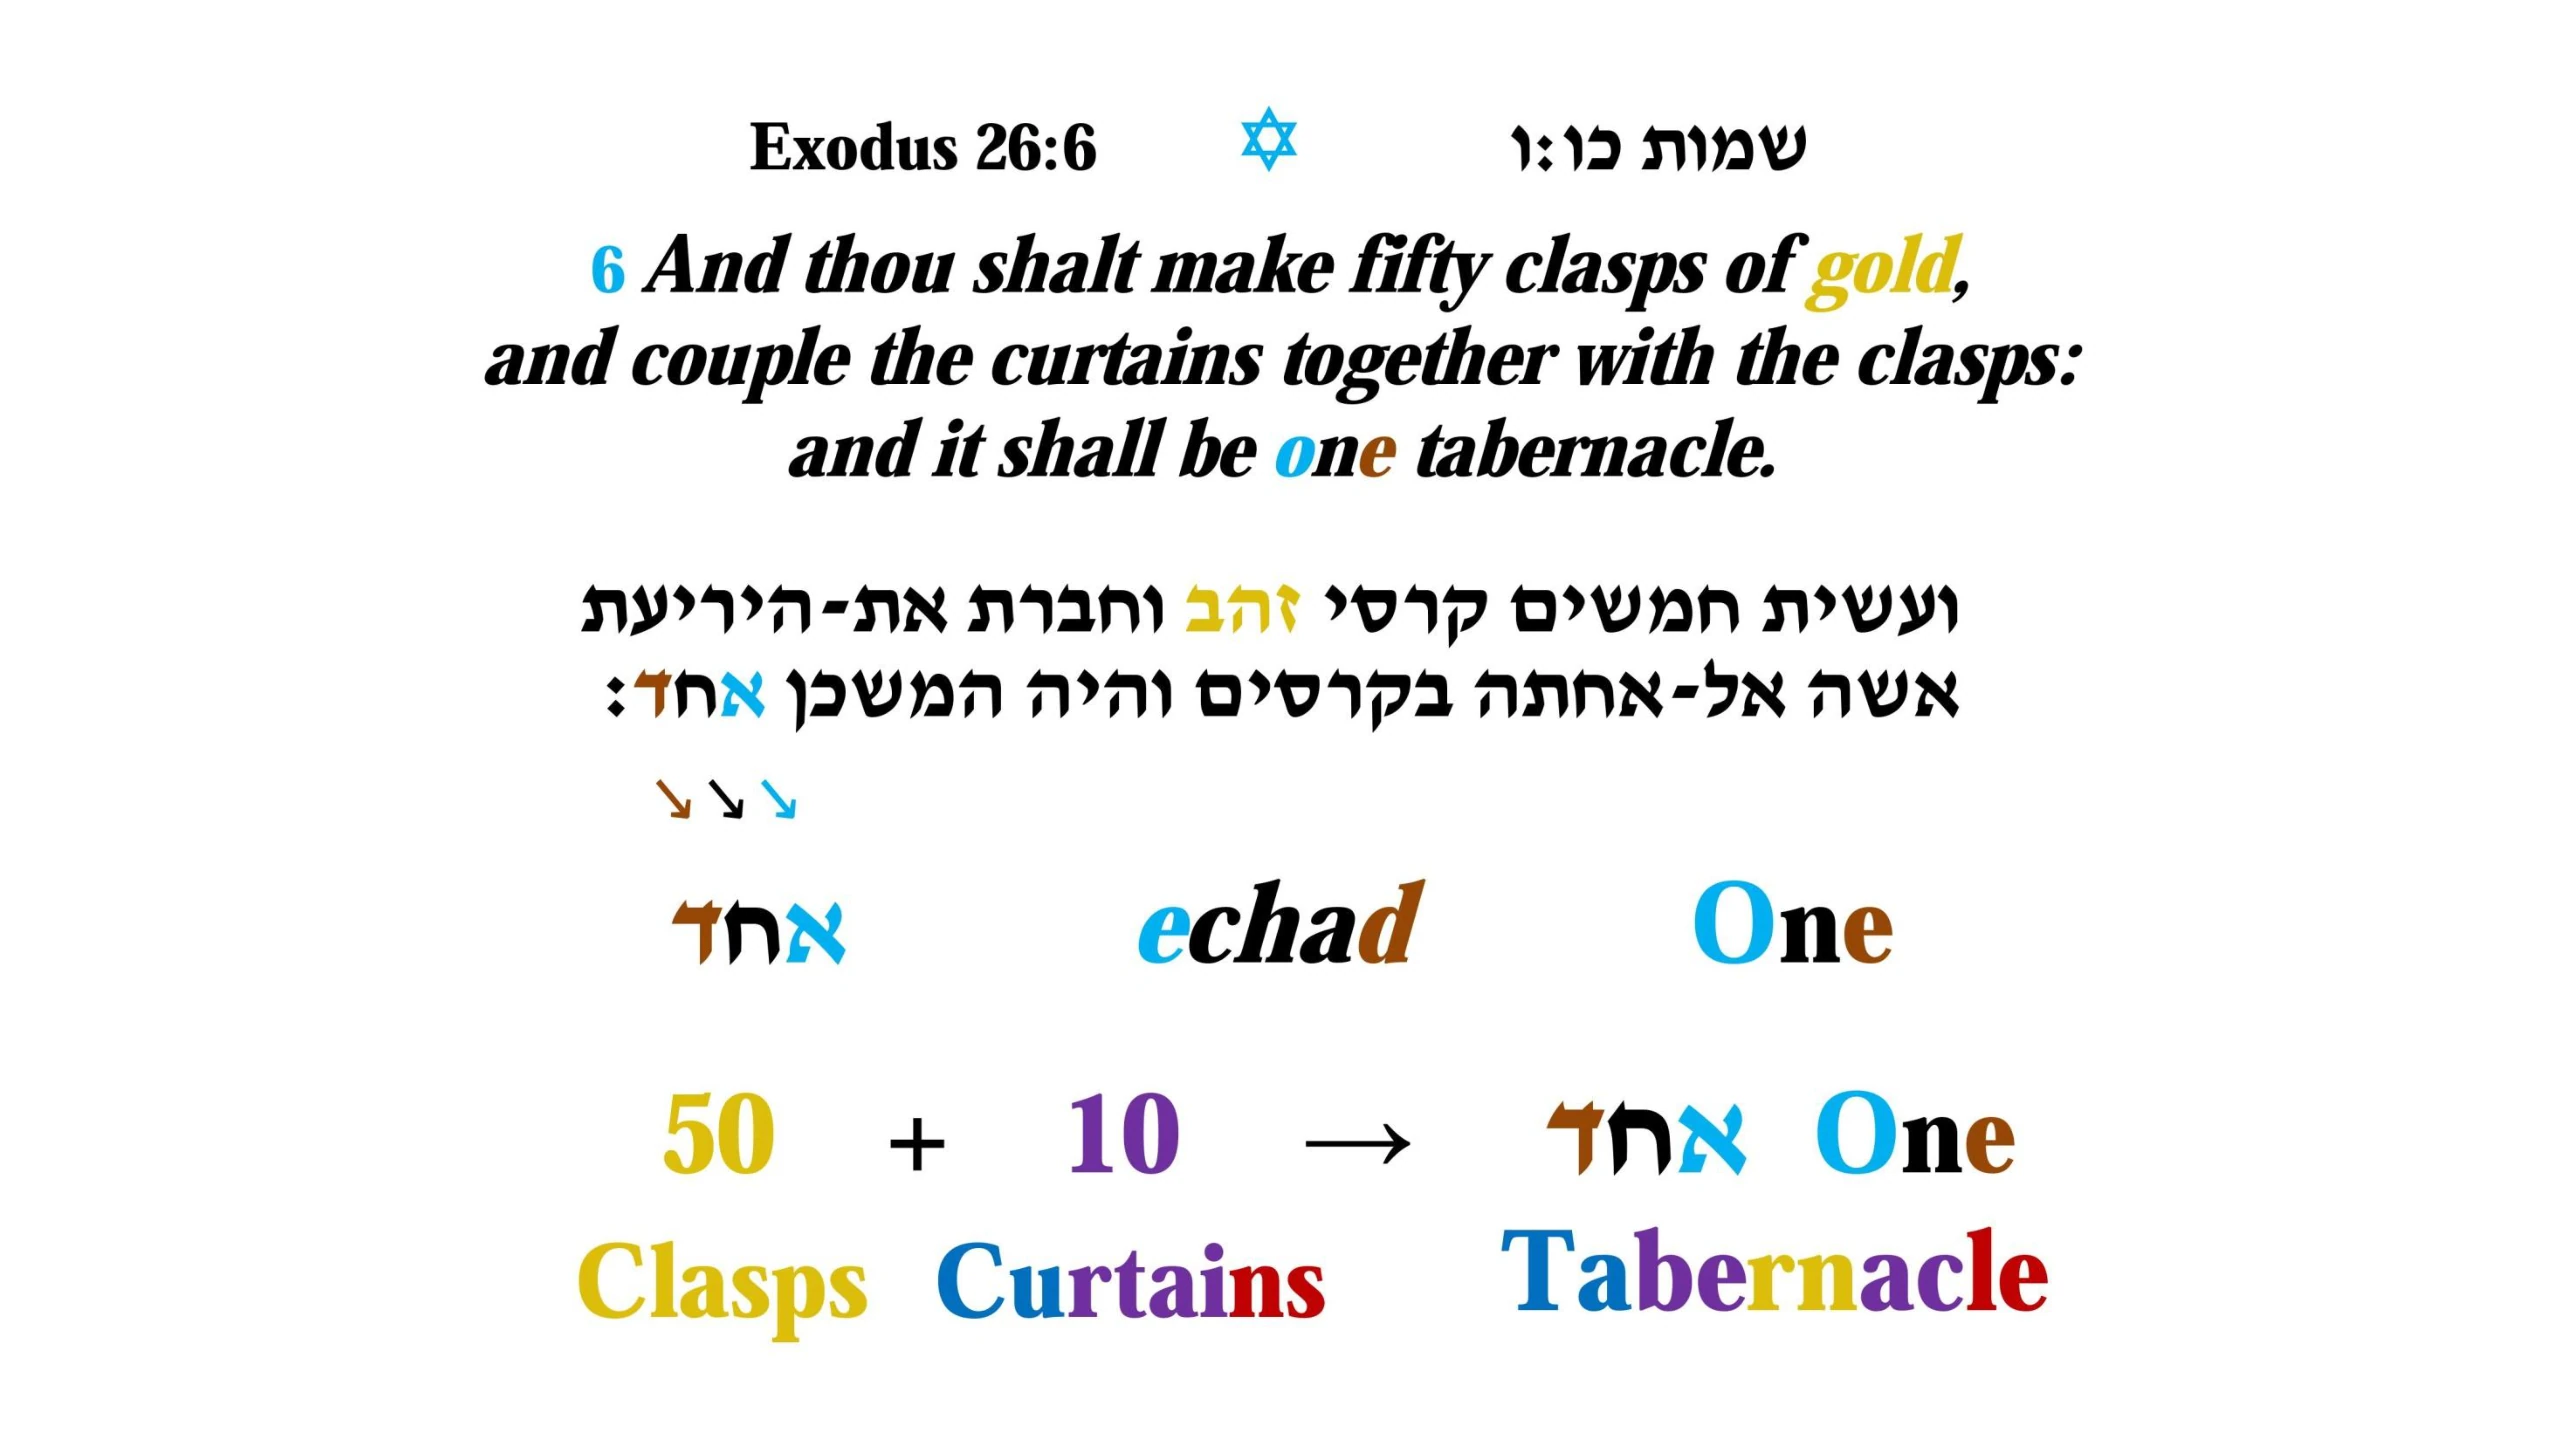 Exodus 26:6 ✡ שמות כו:ו
6 And thou shalt make fifty clasps of gold,
and couple the curtains together with the clasps:
and it shall be one tabernacle.
ועשית חמשים קרסי זהב וחברת את-היריעת
אשה אל-אחתה בקרסים והיה המשכן אחד:
↘ ↘ ↘
אחד echad One
50 + 10 → אחד One
Clasps Curtains Tabernacle